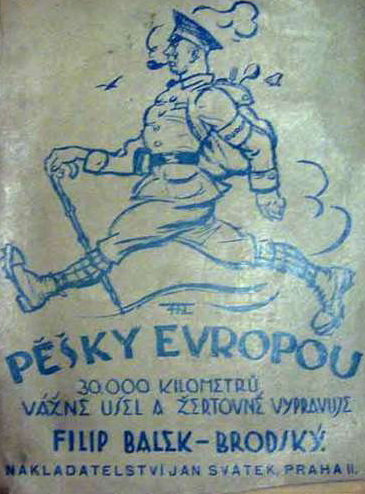 PĚŠKY EVROPOU
30.000 KILOMETRŮ
VÁŽNĚ UŠEL A ŽERTOVNĚ VYPRAVUJE
FILIP BALEK-BRODSKÝ.
NAKLADATELSTVÍ JAN SVÁTEK, PRAHA II.